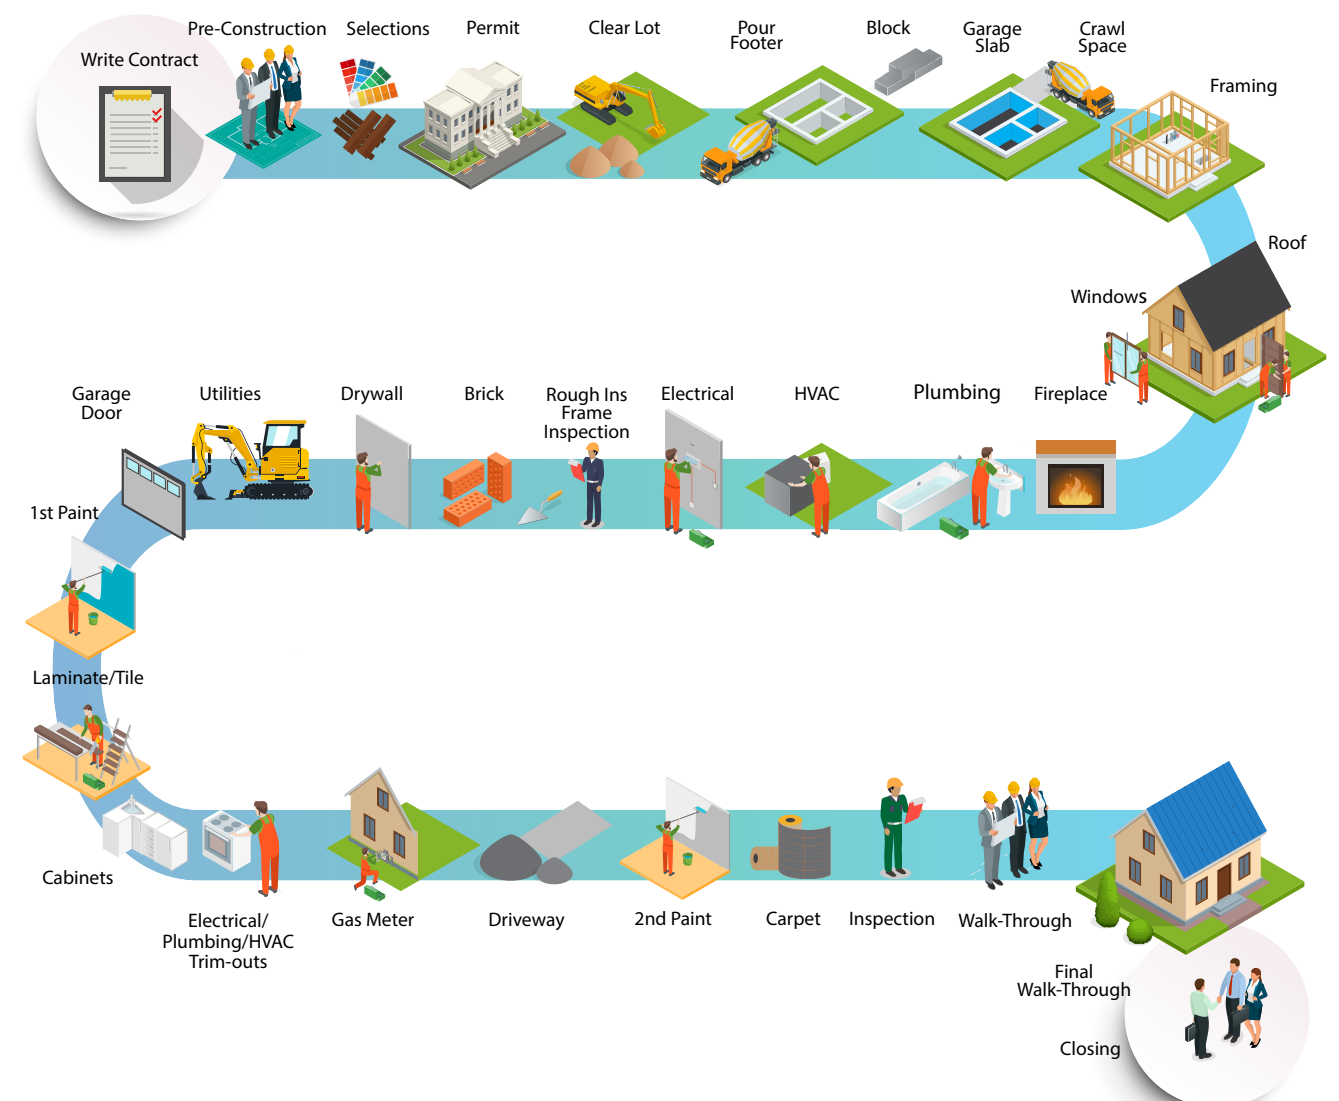 Write Contract
Pre-Construction
Selections
Permit
Clear Lot
Pour
Footer
Block
Garage
Slab
Crawl
Space
Framing
Roof
Windows
Fireplace
Plumbing
HVAC
Electrical
Rough Ins
Frame
Inspection
Brick
Drywall
Utilities
Garage
Door
1st Paint
Laminate/Tile
Cabinets
Electrical/
Plumbing/HVAC
Trim-outs
Gas Meter
Driveway
2nd Paint
Carpet
Inspection
Walk-Through
Final
Walk-Through
Closing